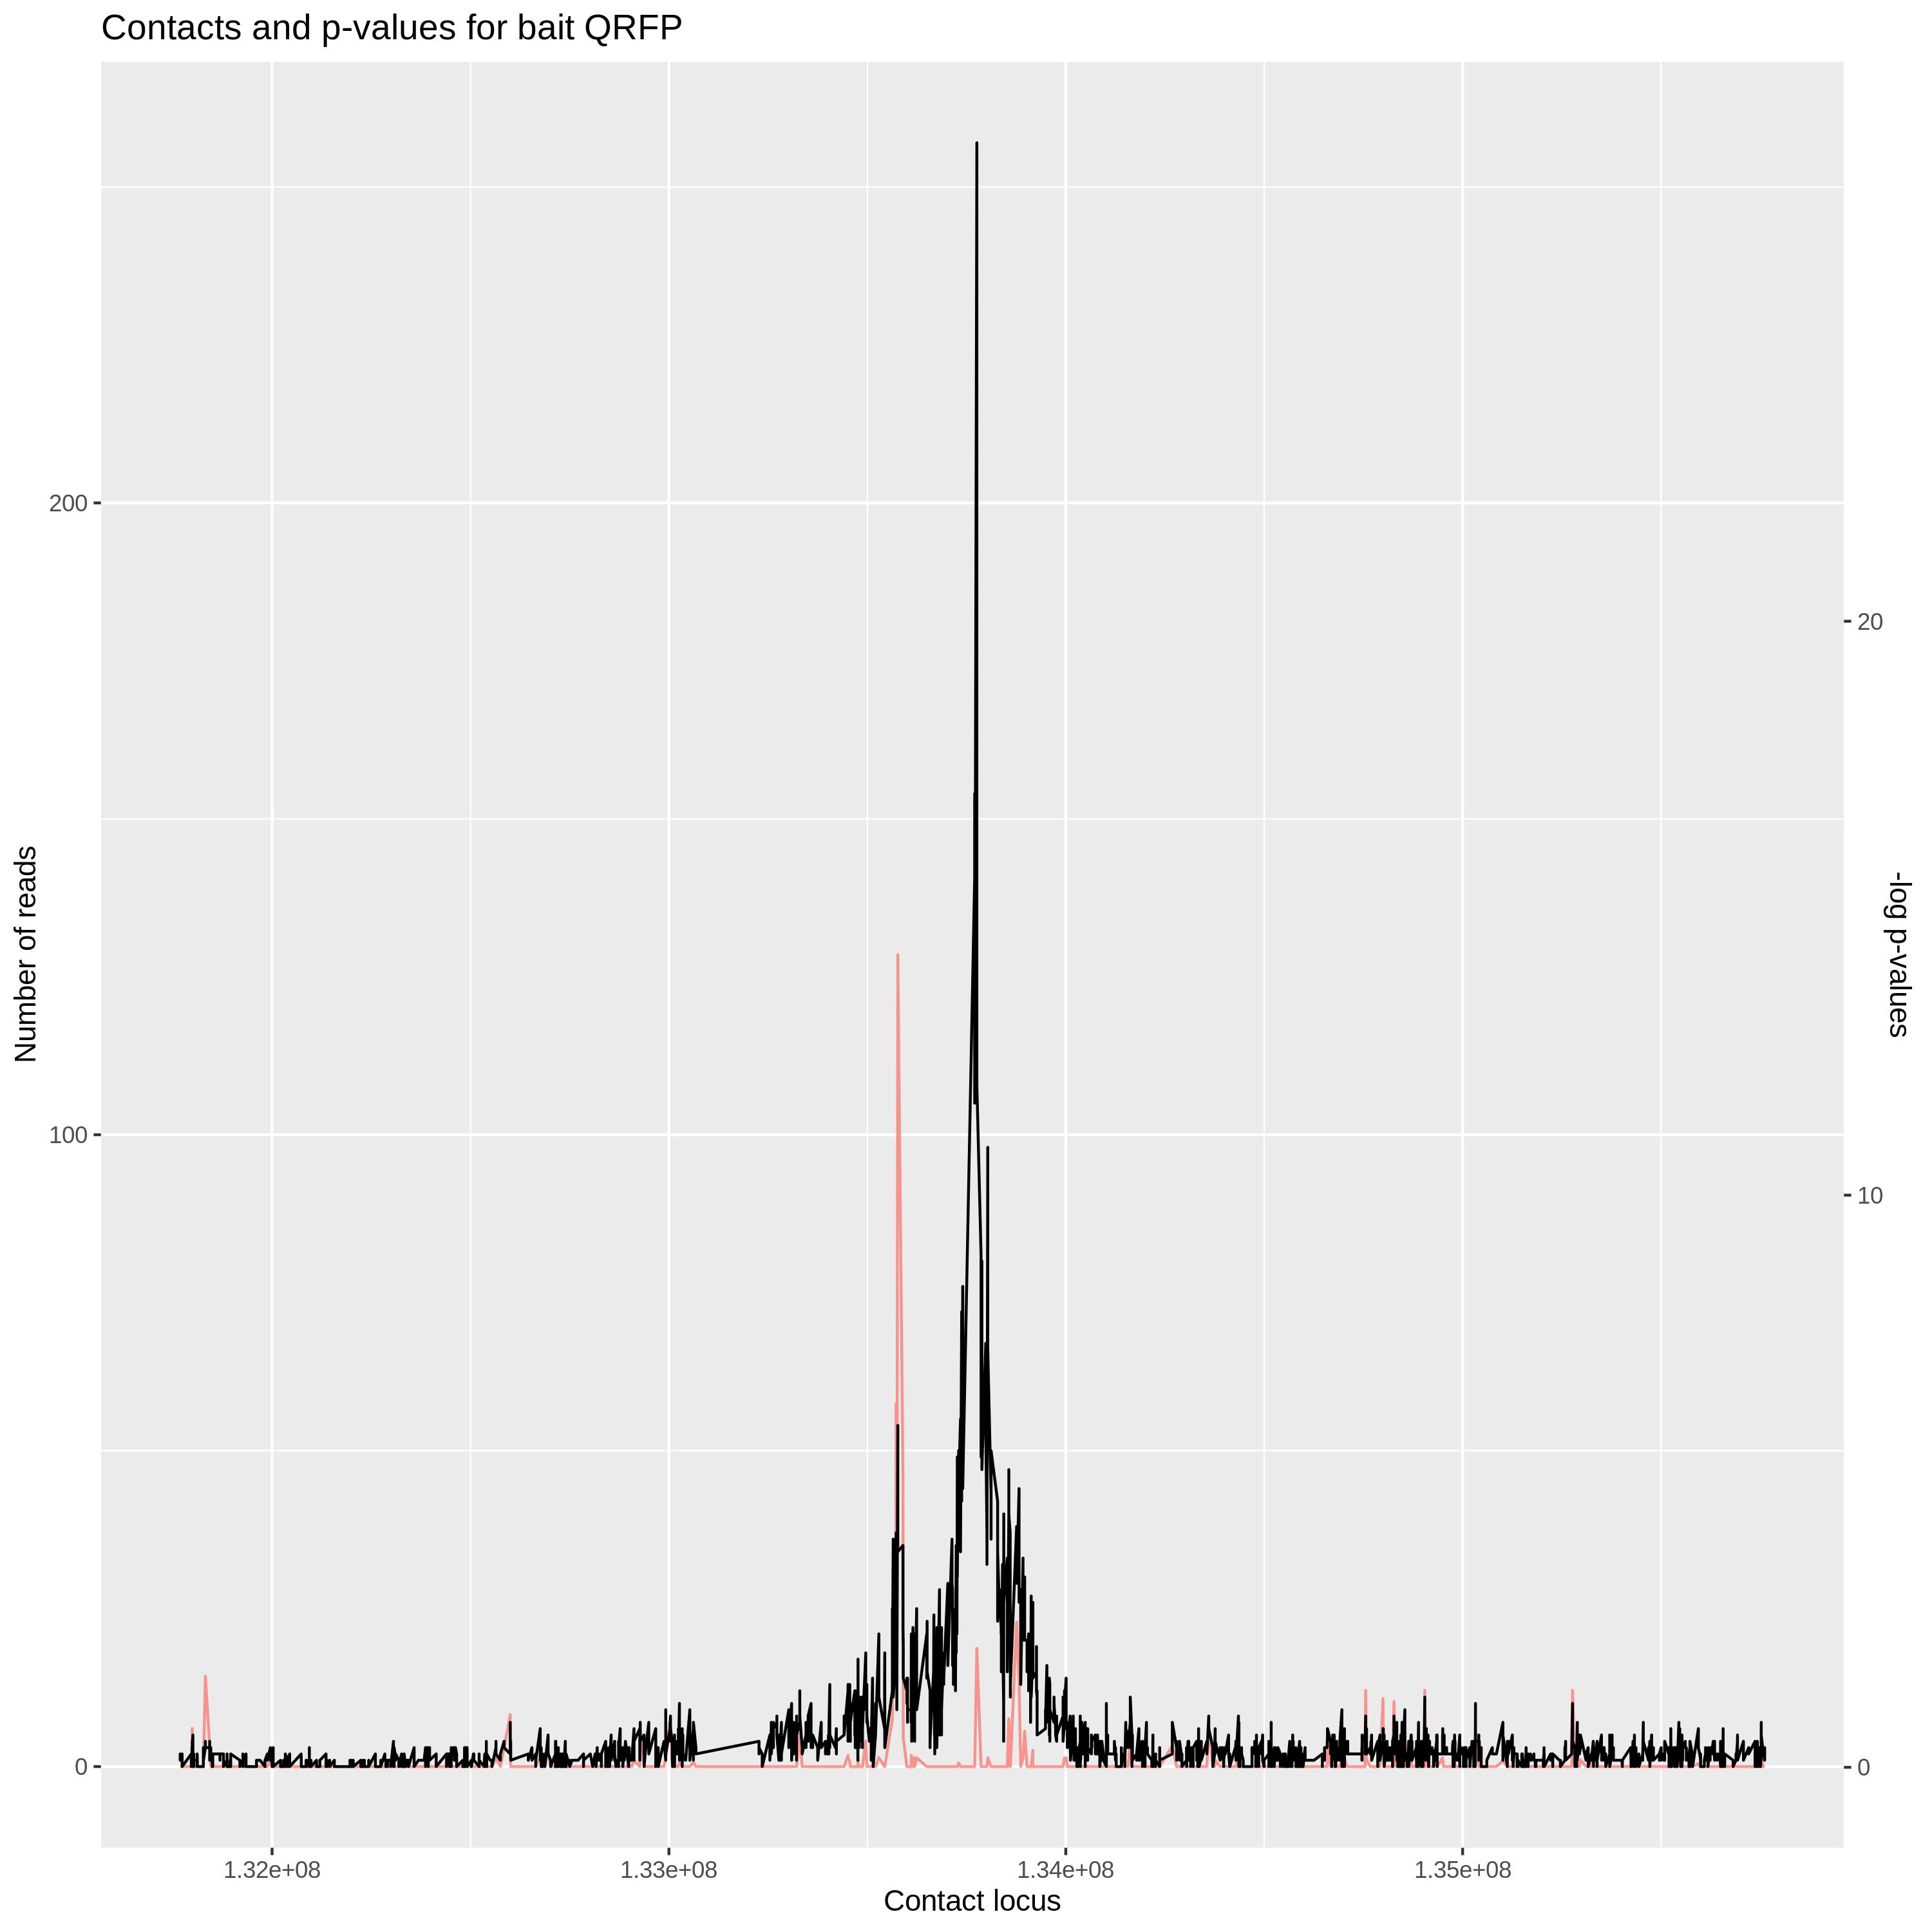 Contacts and p-values for bait QRFP
Number of reads
200
100
0
20
10
0
-log p-values
1.32e+08
1.33e+08
1.34e+08
1.35e+08
Contact locus